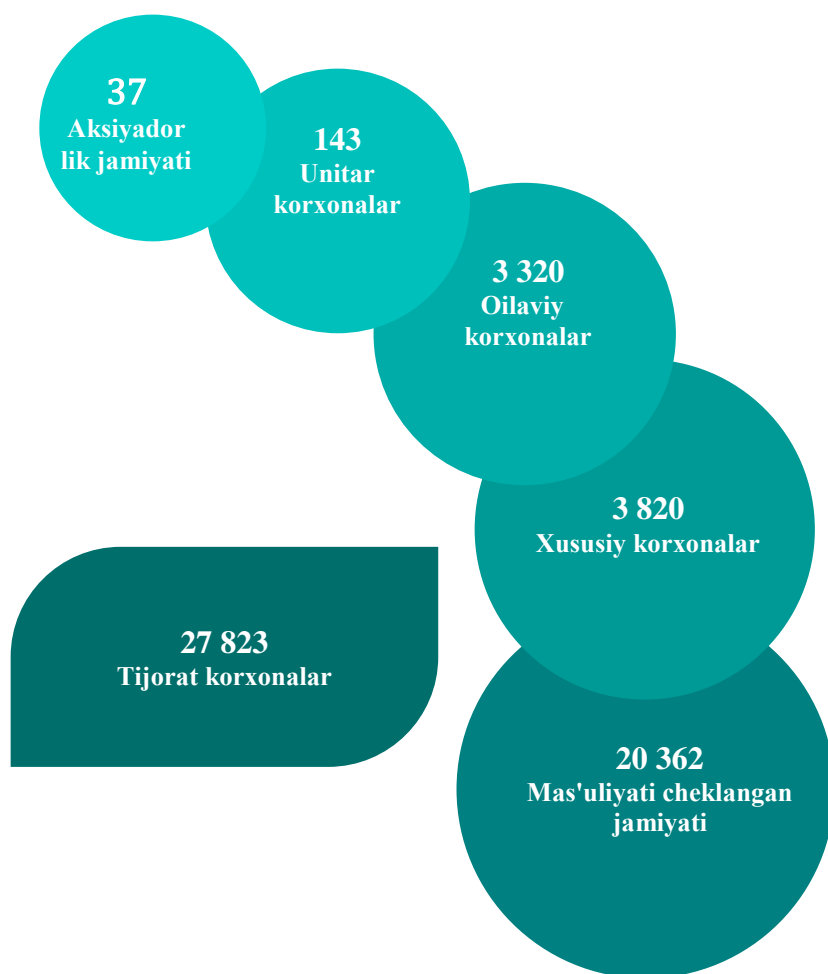 37
Aksiyador
lik jamiyati
143
Unitar
korxonalar
3 320
Oilaviy
korxonalar
3 820
Xususiy korxonalar
27 823
Tijorat korxonalar
20 362
Mas'uliyati cheklangan
jamiyati